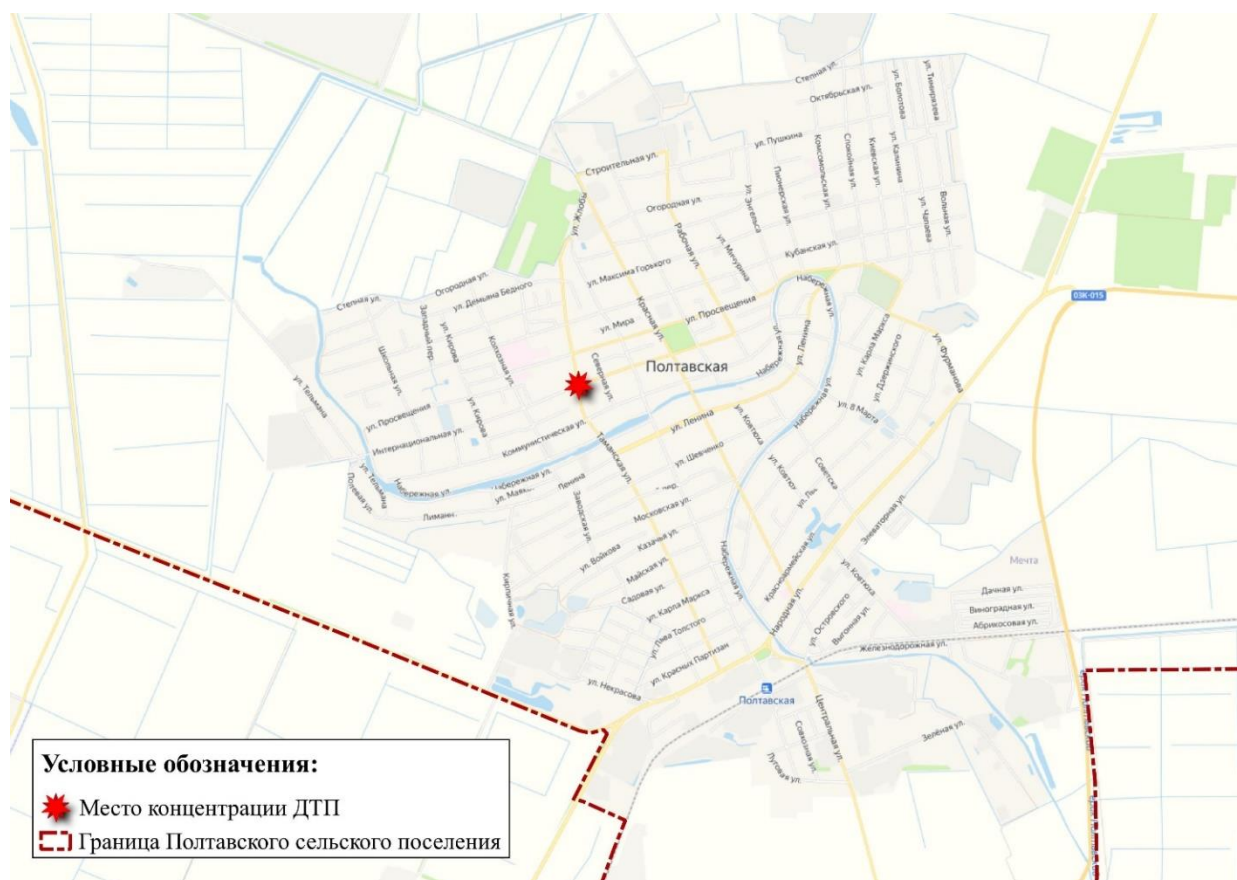 Степная ул.
Октябрьская ул.
ул. Болотова
ул. Тимирязева
ул. Пушкина
Комсомольская ул.
Спокойная ул.
Киевская ул.
ул. Калинина
Строительная ул.
Пионерская ул.
ул. Энгельса
ул. Чапаева
Вольная ул.
ул. Жлобы
Огородная ул.
Рабочая ул.
ул. Мичурина
Кубанская ул.
ул. Максима Горького
Огородная ул.
Степная ул.
ул. Демьяна Бедного
Набережная ул.
03К-015
Западный пер.
ул. Кирова
Колхозная ул.
Красная ул.
ул. Просвещения
ул. Мира
Школьная ул.
Северная ул.
Полтавская
ул. Ленина
ул. Карла Маркса
ул. Дзержинского
ул. Фурманова
ул. Тельмана
ул. Просвещения
ул. Кирова
Интернациональная ул.
Коммунистическая ул.
ул. Ленина
ул. Ковтюха
Набережная ул.
ул. 8 Марта
Таманская ул.
ул. Шевченко
ул. Тельмана
Полевая ул.
Набережная ул.
Набережная ул.
Ленина
Заводская ул.
Московская ул.
Казачья ул.
ул. Войкова
Майская ул.
Садовая ул.
ул. Карла Маркса
Кирпичная ул.
Набережная ул.
Красноармейская ул.
Элеваторная ул.
ул. Ковтюха
Мечта
Дачная ул.
Виноградная ул.
Абрикосовая ул.
Народная ул.
ул. Островского
Выгонная ул.
Железнодорожная ул.
ул. Льва Толстого
ул. Красных Партизан
ул. Некрасова
Полтавская
Центральная ул.
Совхозная ул.
Луговая ул.
Зелёная ул.
Условные обозначения:
Место концентрации ДТП
Граница Полтавского сельского поселения